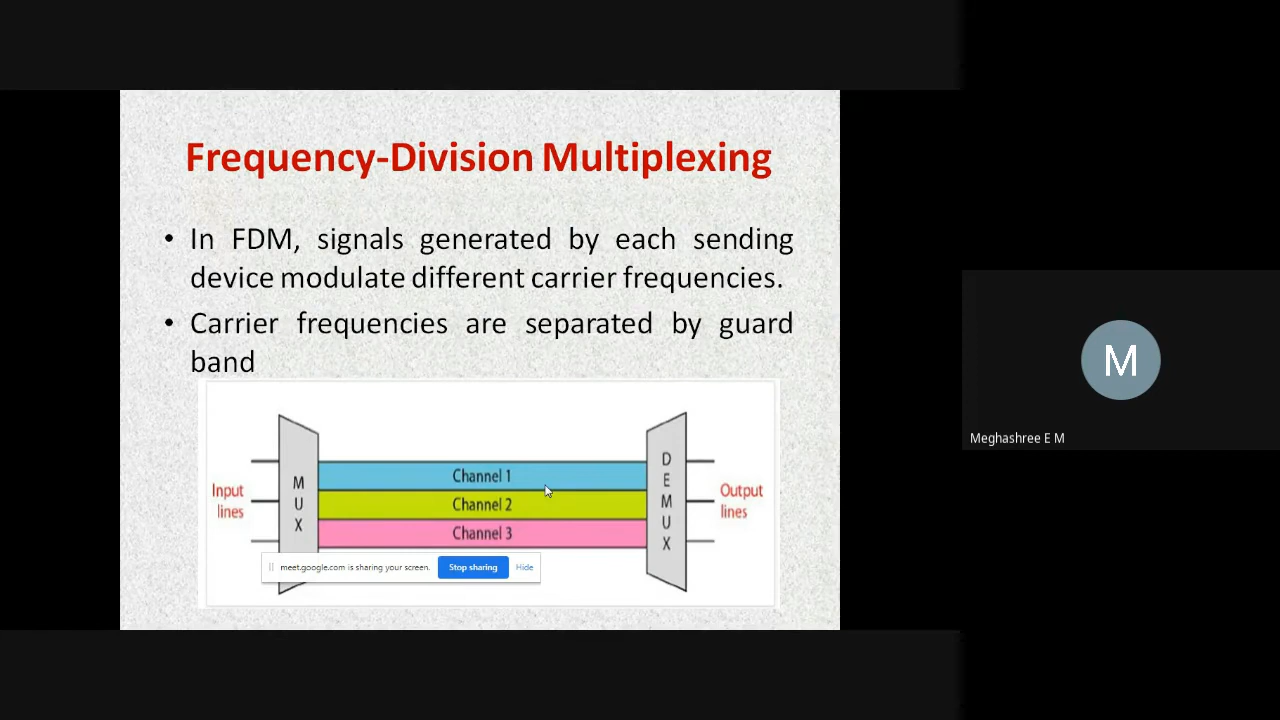 Frequency-Division Multiplexing
• In FDM, signals generated by each sending
device modulate different carrier frequencies.
• Carrier frequencies are separated by guard
band
Input
lines
MUX
Channel 1
Channel 2
Channel 3
DEMUX
Output
lines
meet.google.com is sharing your screen.
Stop sharing
Hide
M
Meghashree E M